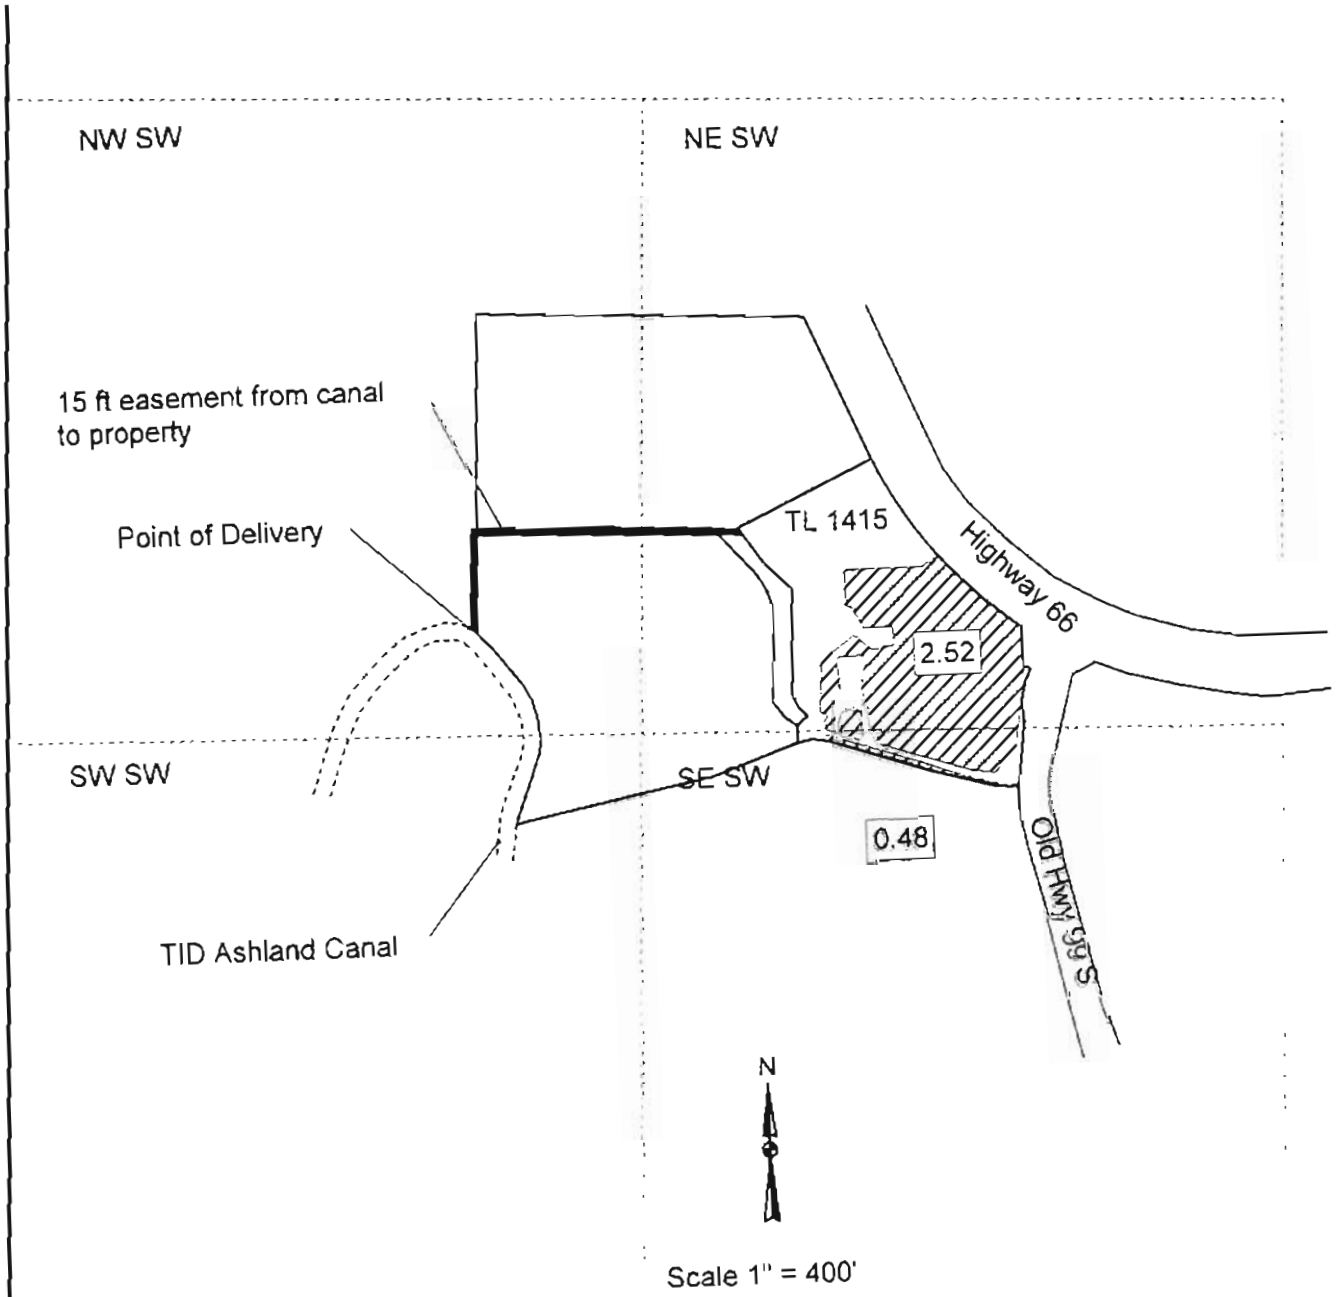 NW SW
NE SW
15 ft easement from canal
to property
Point of Delivery
TL 1415
Highway 66
2.52
SW SW
SE SW
0.48
Old Hwy 99 S
TID Ashland Canal
N
Scale 1" = 400'